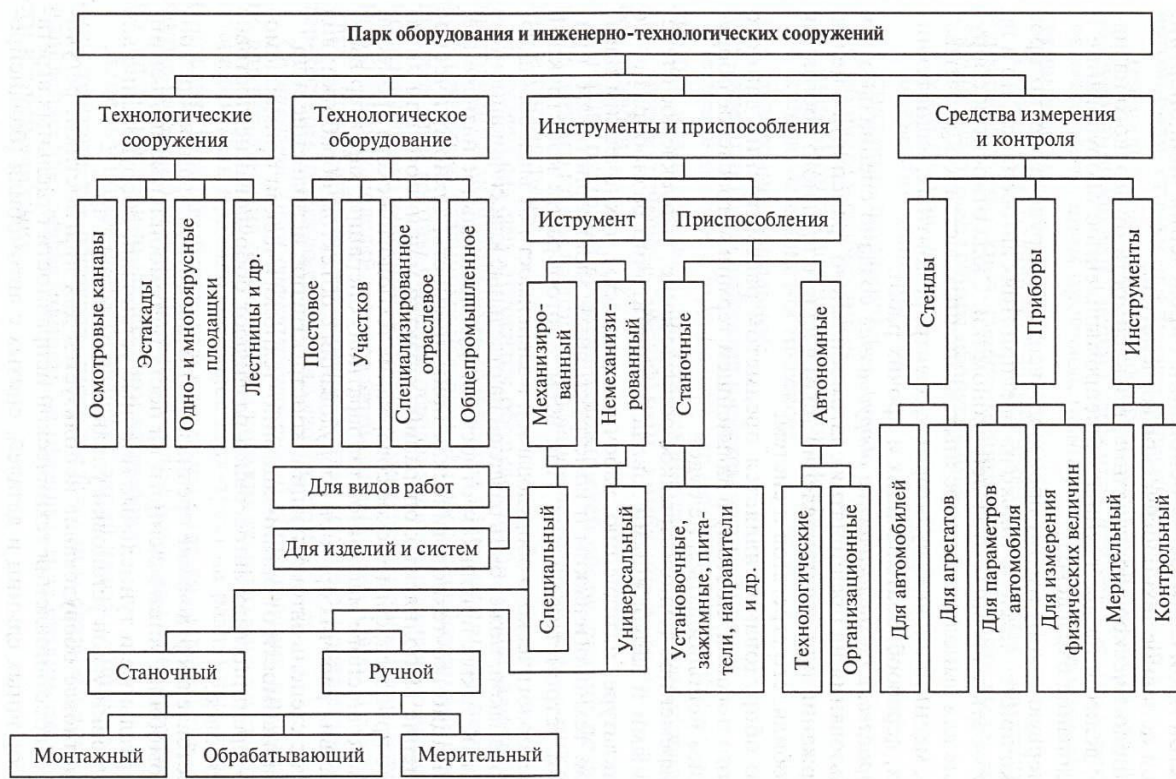 Парк оборудования и инженерно-технологических сооружений
Технологические
сооружения
Технологическое
оборудование
Инструменты и приспособления
Средства измерения
и контроля
Осмотровые канавы
Эстакады
Одно- и многоярусные
плодащки
Лестницы и др.
Постовое
Участков
Специализированное
отраслевое
Общепромышленное
Иструмент
Приспособления
Механизиро-
ванный
Немеханизи-
рованный
Станочные
Автономные
Стенды
Приборы
Инструменты
Для видов работ
Для изделий и систем
Специальный
Универсальный
Установочные,
зажимные, пита-
тели, направители
и др.
Технологические
Организационные
Для автомобилей
Для агрегатов
Для параметров
автомобиля
Для измерения
физических величин
Мерительный
Контрольный
Станочный
Ручной
Монтажный
Обрабатывающий
Мерительный